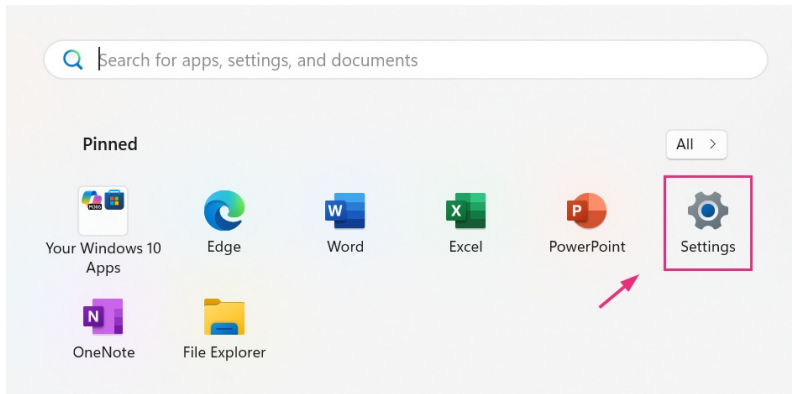 Search for apps, settings, and documents
Pinned
All >
M365
W
X
P
Your Windows 10
Apps
Edge
Word
Excel
PowerPoint
Settings
N
OneNote
File Explorer